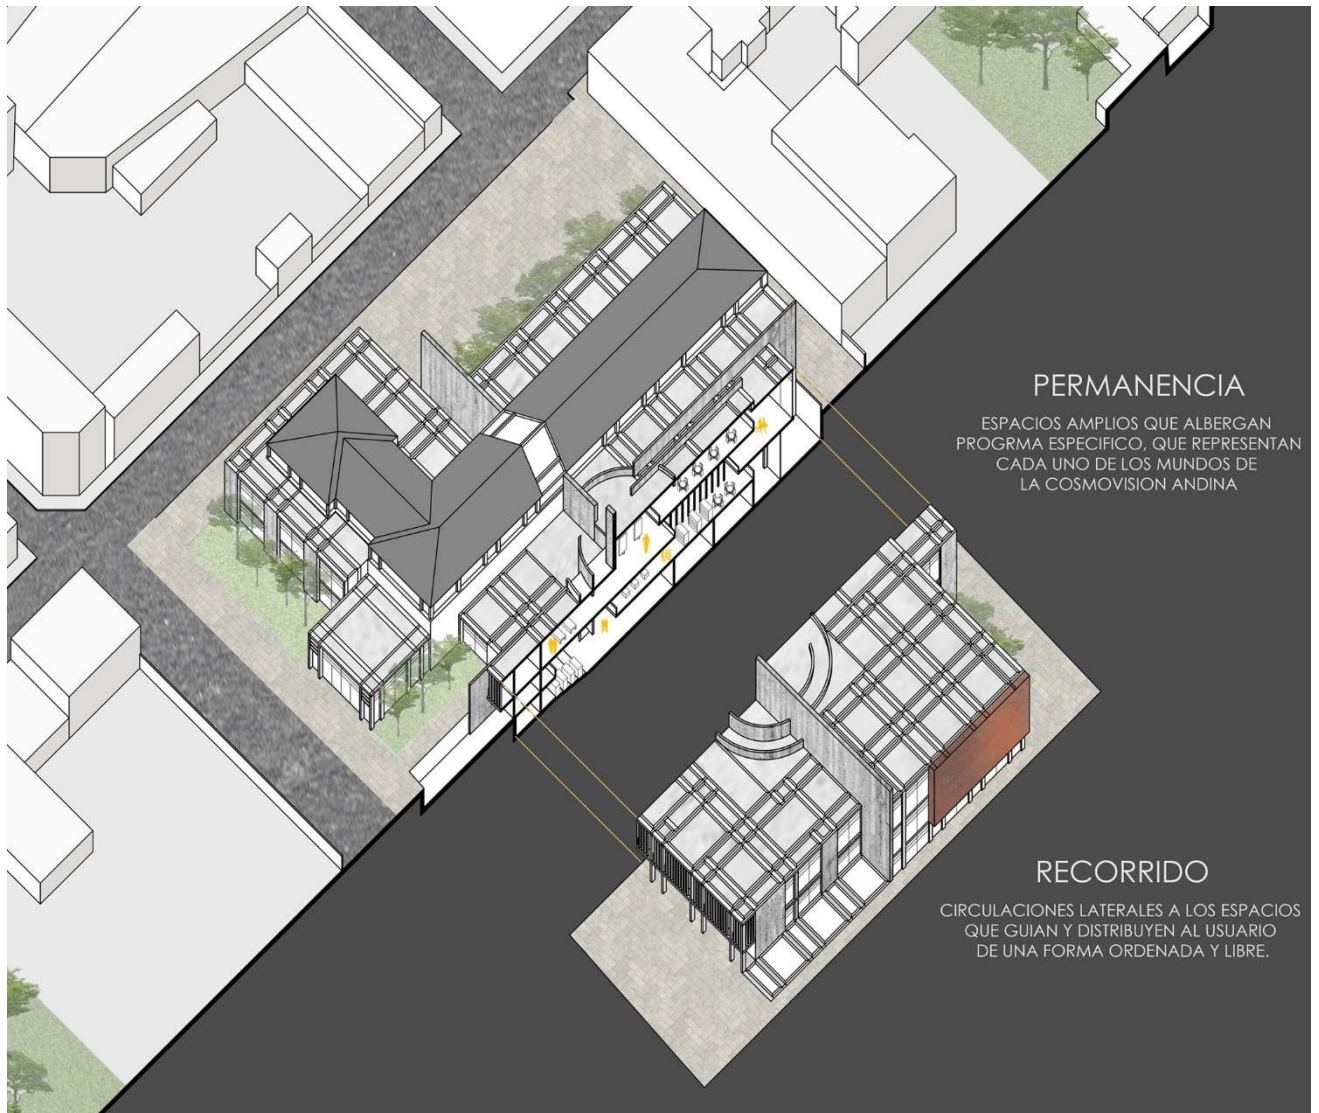 PERMANENCIA
ESPACIOS AMPLIOS QUE ALBERGAN
PROGRMA ESPECIFICO, QUE REPRESENTAN
CADA UNO DE LOS MUNDOS DE
LA COSMOVISION ANDINA
RECORRIDO
CIRCULACIONES LATERALES A LOS ESPACIOS
QUE GUIAN Y DISTRIBUYEN AL USUARIO
DE UNA FORMA ORDENADA Y LIBRE.